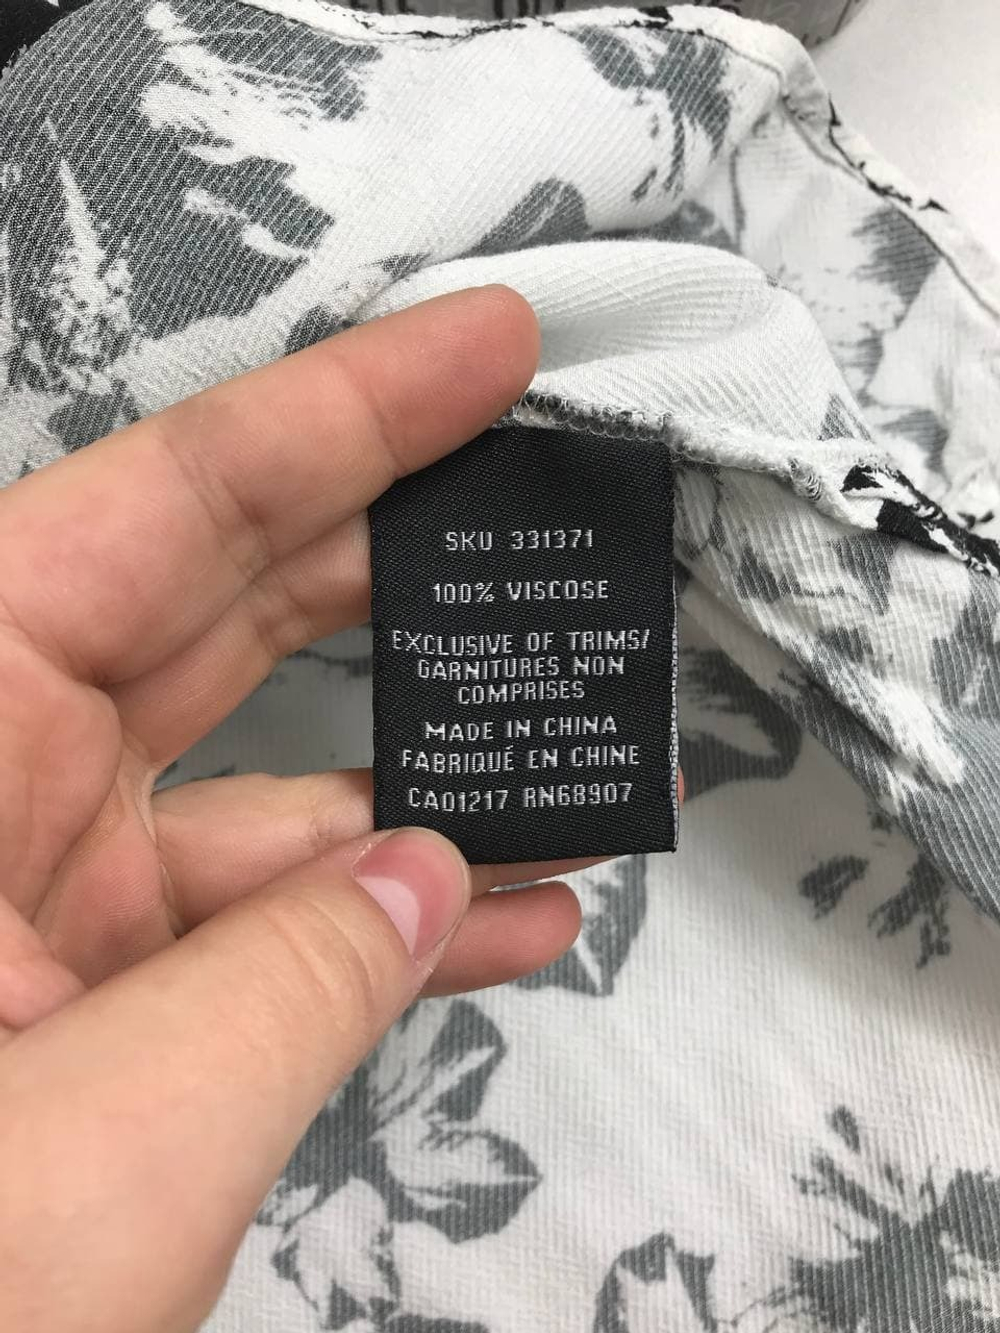 SKU 331371
100% VISCOSE
EXCLUSIVE OF TRIMS/
GARNITURES NON
COMPRISES
MADE IN CHINA
FABRIQUÉ EN CHINE
CA01217 RN68907